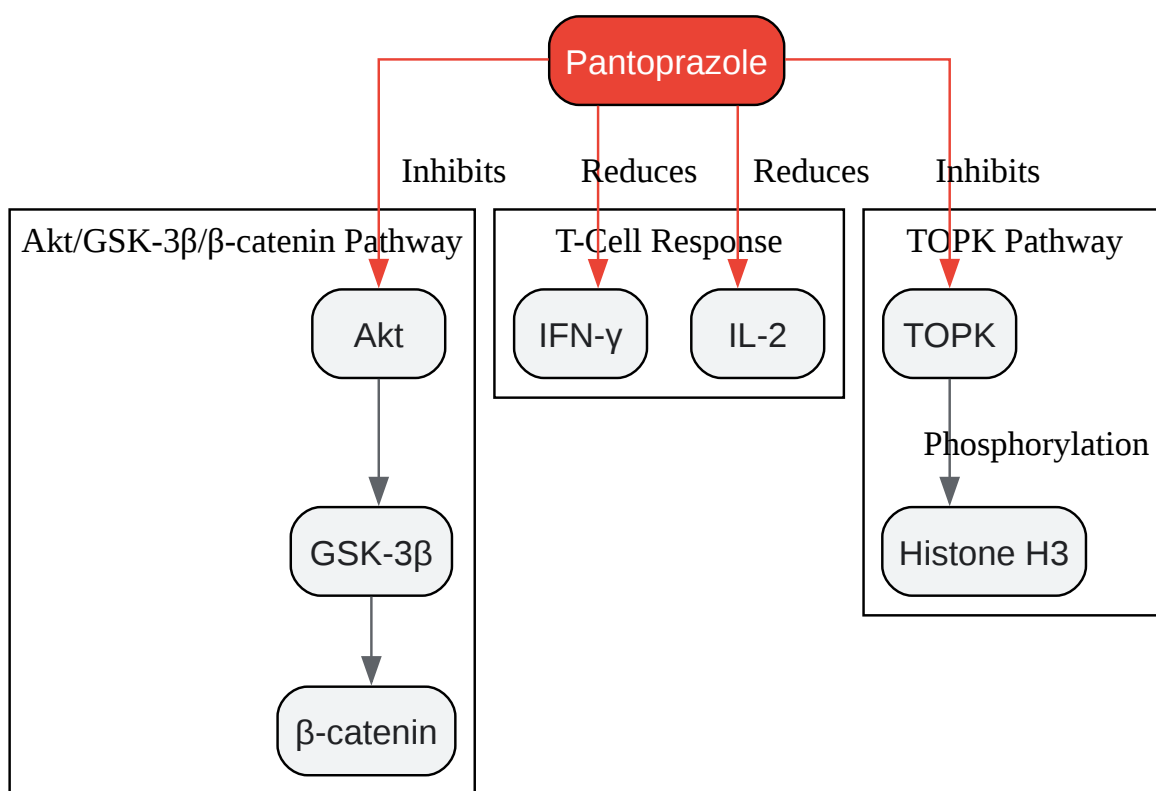 Pantoprazole
Inhibits
Reduces
Reduces
Inhibits
Akt/GSK-3β/β-catenin Pathway
T-Cell Response
TOPK Pathway
Akt
IFN-γ
IL-2
TOPK
Phosphorylation
GSK-3β
Histone H3
β-catenin